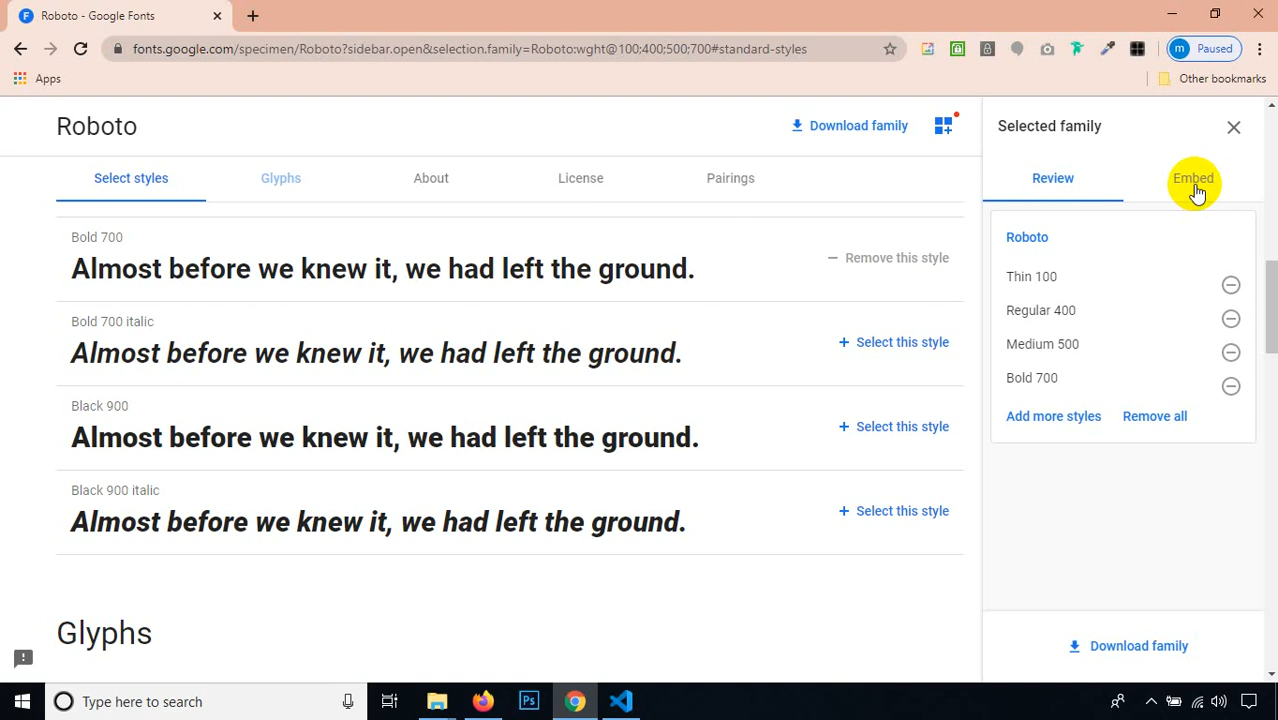 Roboto - Google Fonts
fonts.google.com/specimen/Roboto?sidebar.open&selection.family=Roboto:wght@100;400;500;700#standard-styles
m Paused
Apps
Other bookmarks
Roboto
Download family
Selected family
Select styles
Glyphs
About
License
Pairings
Review
Embed
Bold 700
Almost before we knew it, we had left the ground.
Remove this style
Bold 700 italic
Almost before we knew it, we had left the ground.
Select this style
Black 900
Almost before we knew it, we had left the ground.
Select this style
Black 900 italic
Almost before we knew it, we had left the ground.
Select this style
Glyphs
Roboto
Thin 100
Regular 400
Medium 500
Bold 700
Add more styles
Remove all
Download family
Type here to search
Ps